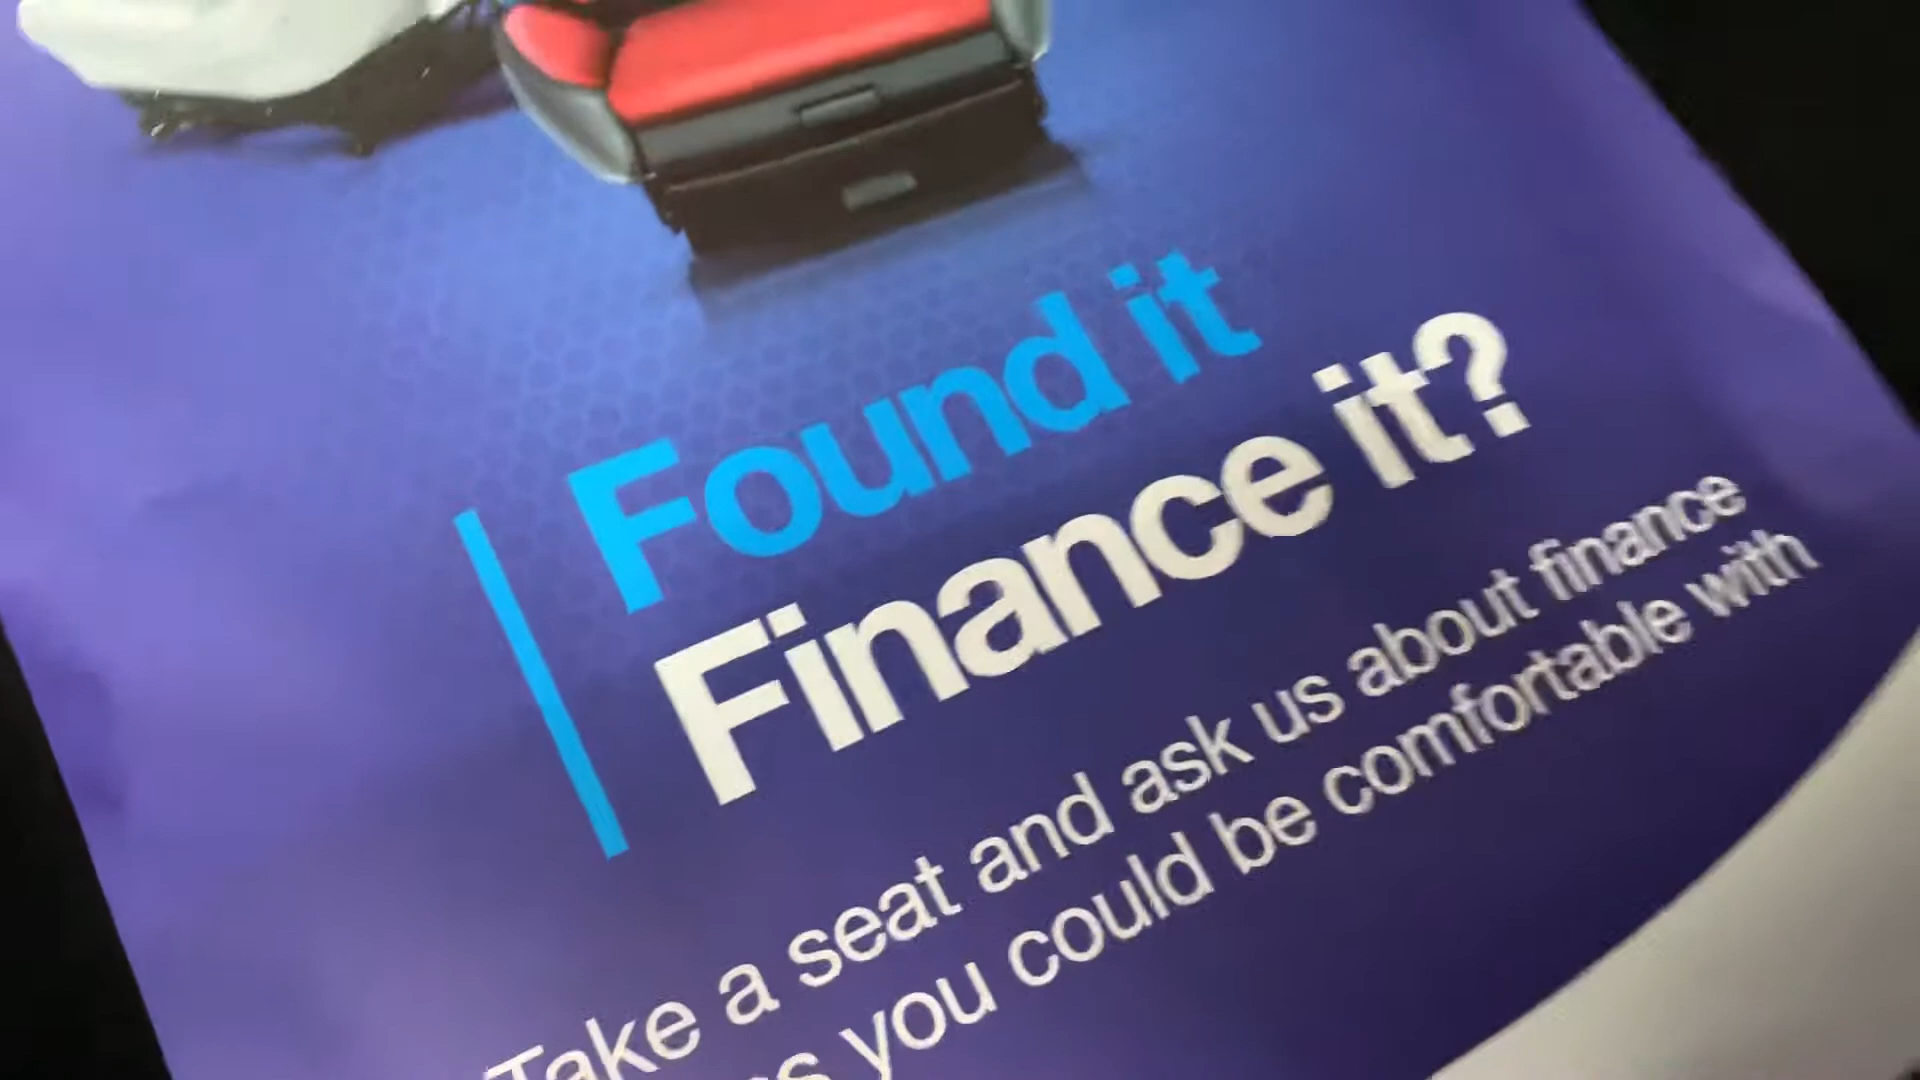 Found it
Finance it?
Take a seat and ask us about finance
you could be comfortable with